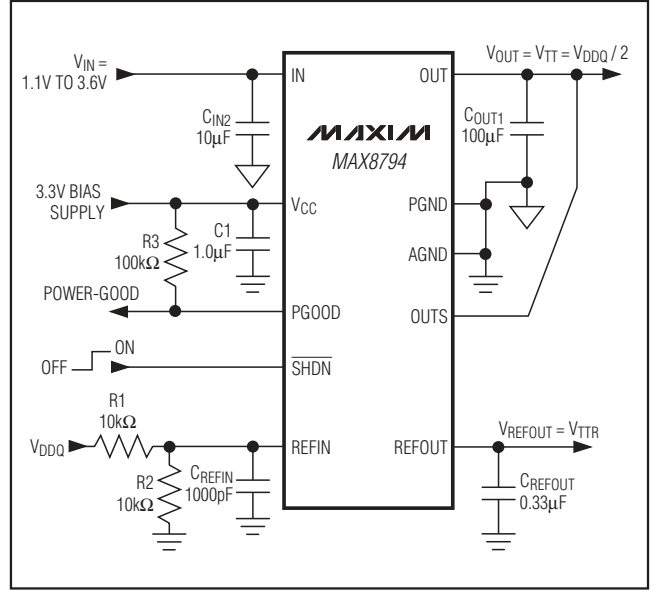 V_IN =
1.1V TO 3.6V
IN
C_IN2
10μF
3.3V BIAS
SUPPLY
V_CC
R3
100kΩ
C1
1.0μF
POWER-GOOD
PGOOD
OFF
ON
SHDN
R1
10kΩ
V_DDQ
REFIN
R2
10kΩ
C_REFIN
1000pF
MAXIM
MAX8794
OUT
V_OUT = V_TT = V_DDQ / 2
C_OUT1
100μF
PGND
AGND
OUTS
REFOUT
V_REFOUT = V_TTR
C_REFOUT
0.33μF